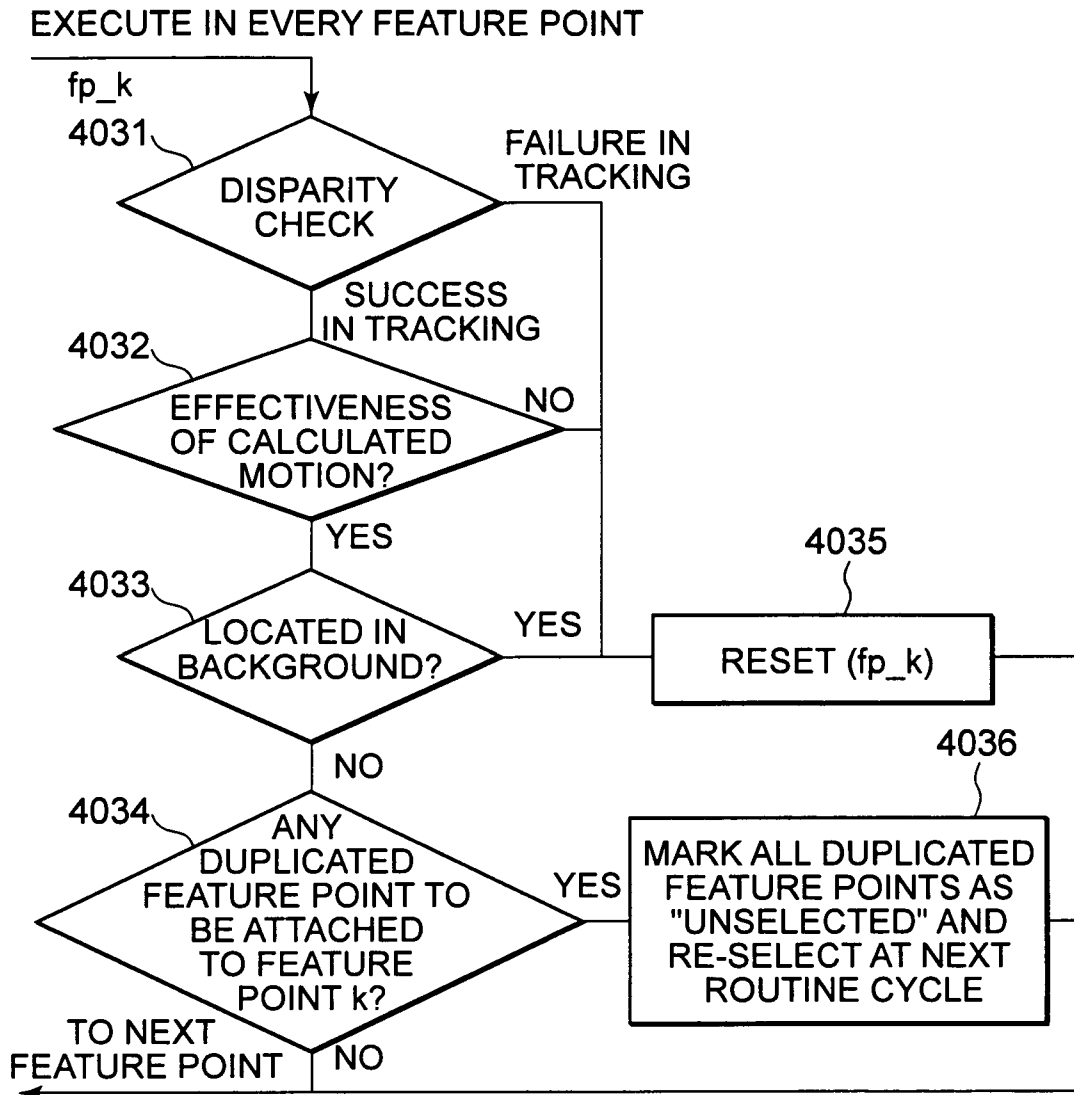 EXECUTE IN EVERY FEATURE POINT
fp_k
4031
DISPARITY
CHECK
FAILURE IN
TRACKING
SUCCESS
IN TRACKING
4032
EFFECTIVENESS
OF CALCULATED
MOTION?
NO
YES
4033
LOCATED IN
BACKGROUND?
YES
4035
RESET (fp_k)
NO
4034
ANY
DUPLICATED
FEATURE POINT TO
BE ATTACHED
TO FEATURE
POINT k?
YES
4036
MARK ALL DUPLICATED
FEATURE POINTS AS
"UNSELECTED" AND
RE-SELECT AT NEXT
ROUTINE CYCLE
TO NEXT
FEATURE POINT
NO